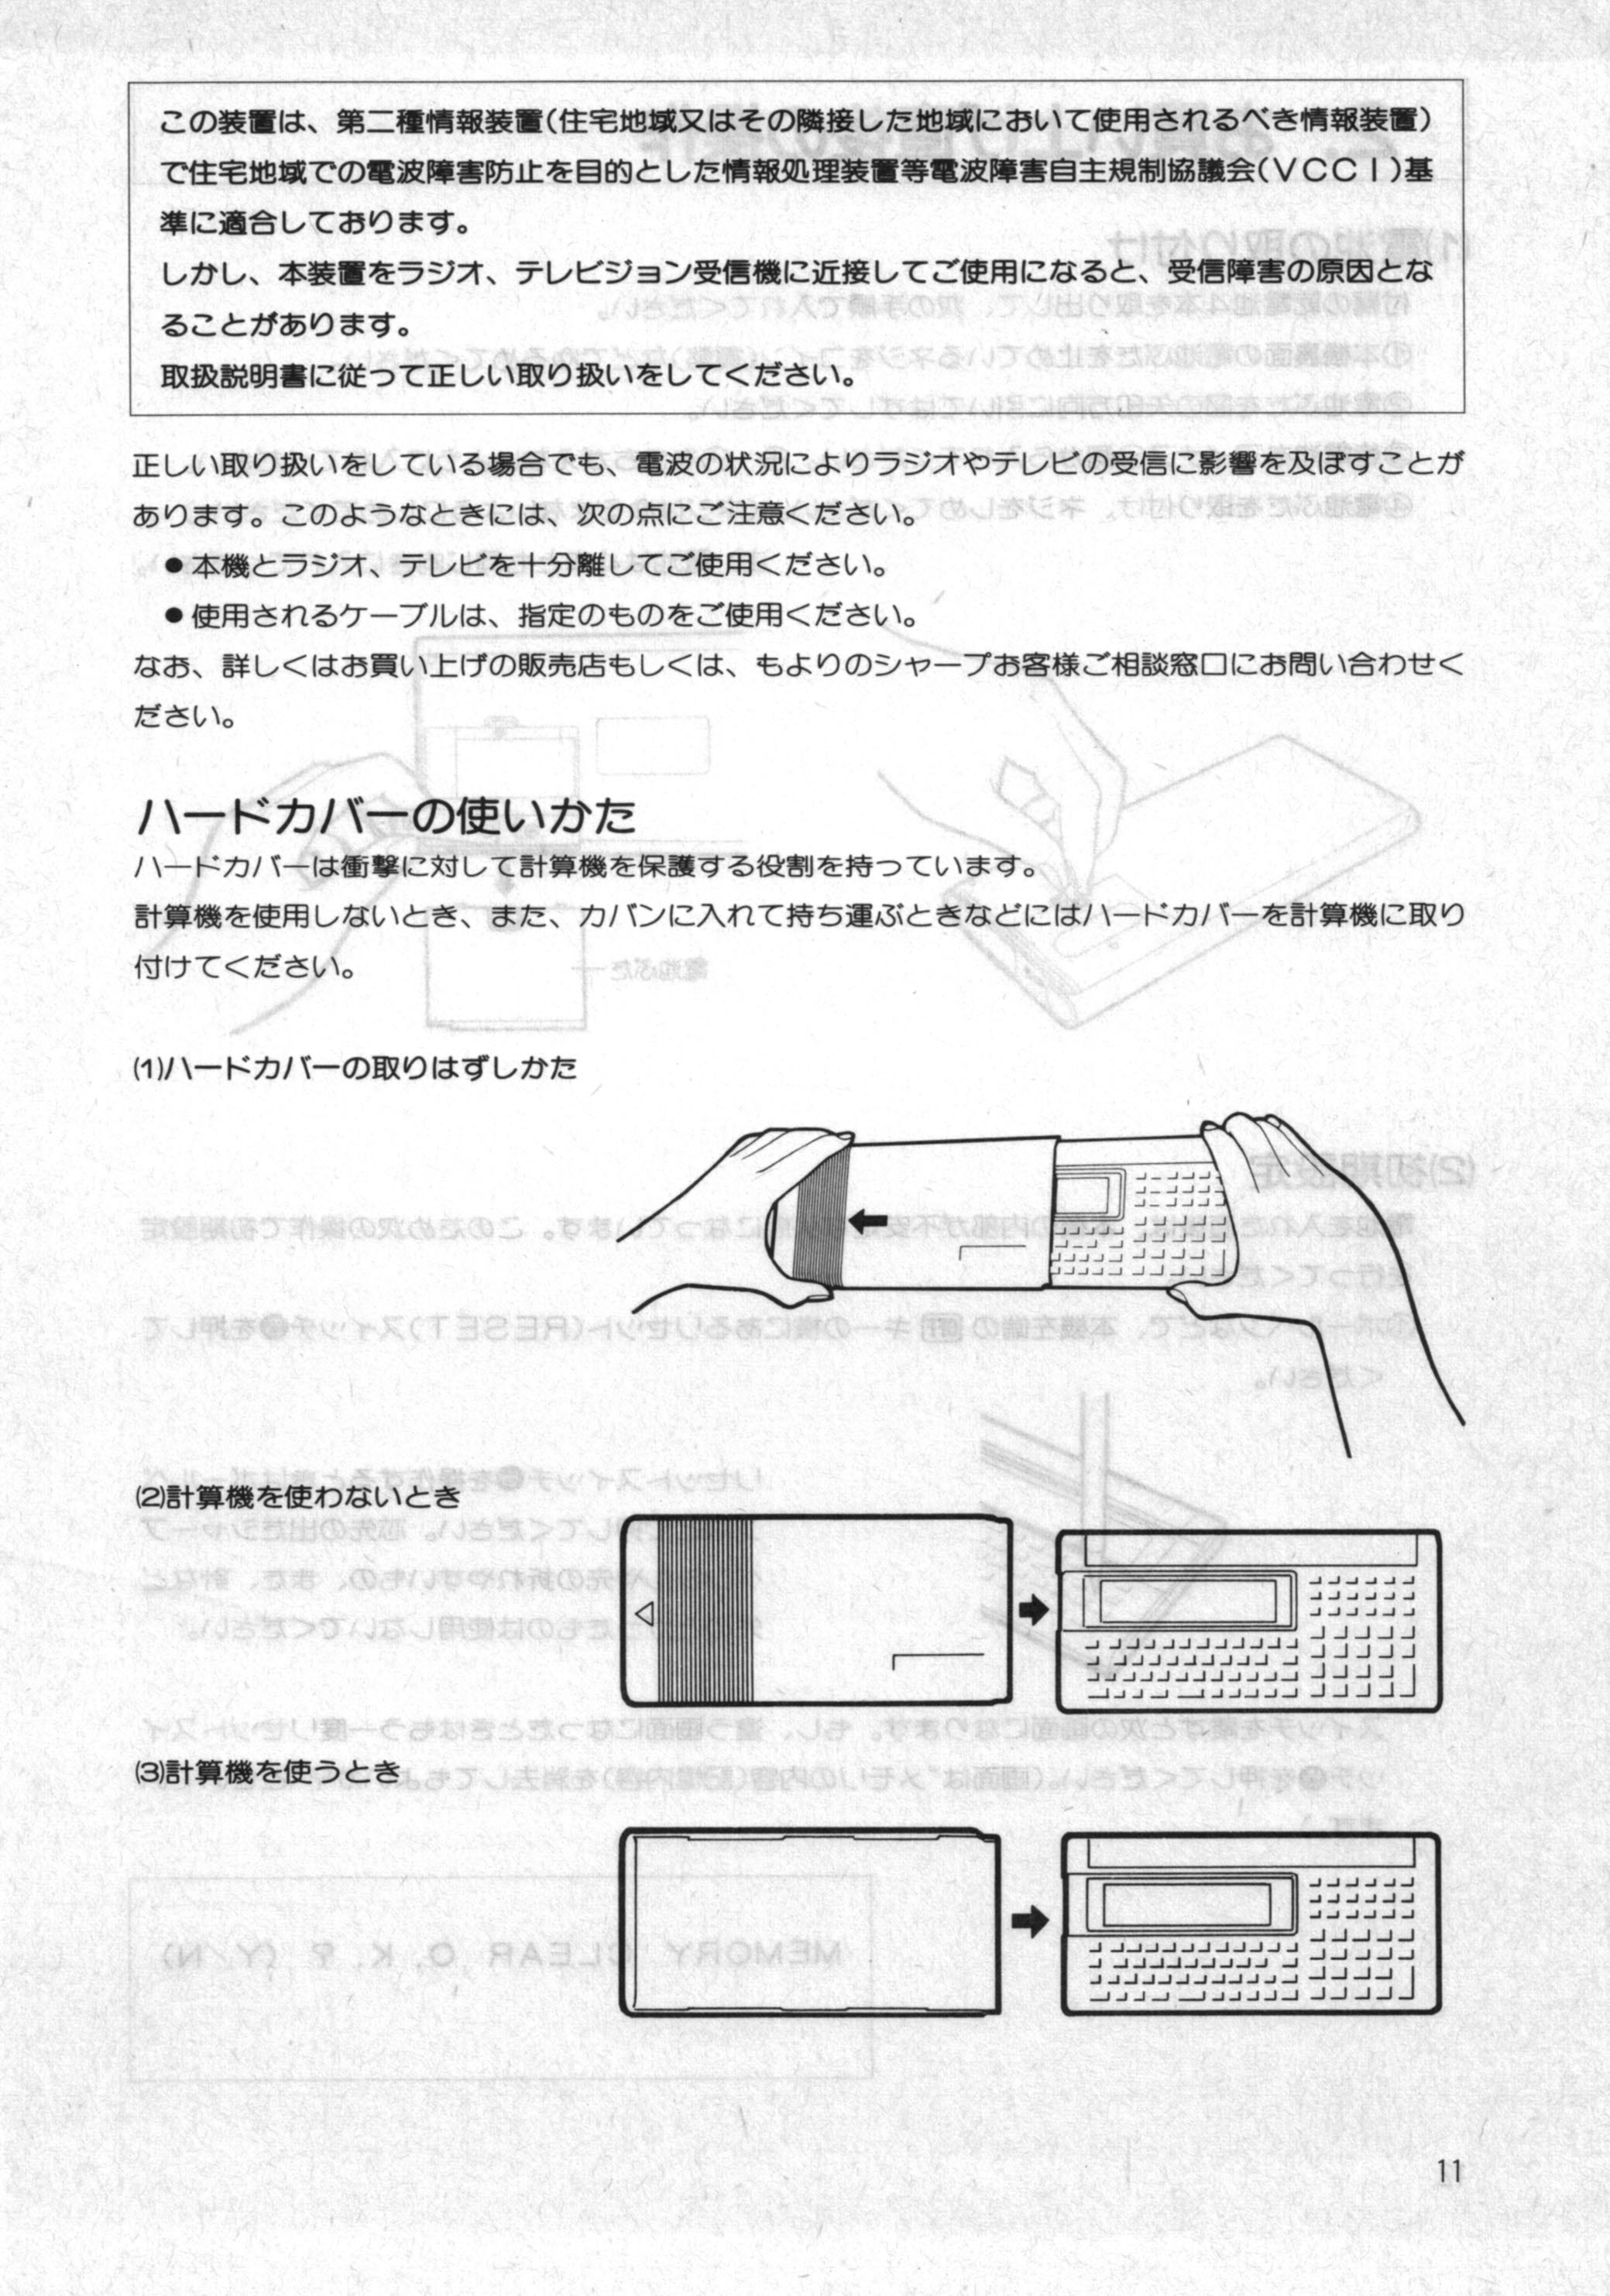 この装置は、第二種情報装置(住宅地域又はその隣接した地域において使用されるべき情報装置)
で住宅地域での電波障害防止を目的とした情報処理装置等電波障害自主規制協議会(VCCI)基
準に適合しております。
しかし、本装置をラジオ、テレビジョン受信機に近接してご使用になると、受信障害の原因とな
ることがあります。
取扱説明書に従って正しい取り扱いをしてください。
正しい取り扱いをしている場合でも、電波の状況によりラジオやテレビの受信に影響を及ぼすことが
あります。このようなときには、次の点にご注意ください。
●本機とラジオ、テレビを十分離してご使用ください。
●使用されるケーブルは、指定のものをご使用ください。
なお、詳しくはお買い上げの販売店もしくは、もよりのシャープお客様ご相談窓口にお問い合わせく
ださい。
ハードカバーの使いかた
ハードカバーは衝撃に対して計算機を保護する役割を持っています。
計算機を使用しないとき、また、カバンに入れて持ち運ぶときなどにはハードカバーを計算機に取り
付けてください。
(1)ハードカバーの取りはずしかた
(2)計算機を使わないとき
(3)計算機を使うとき
11